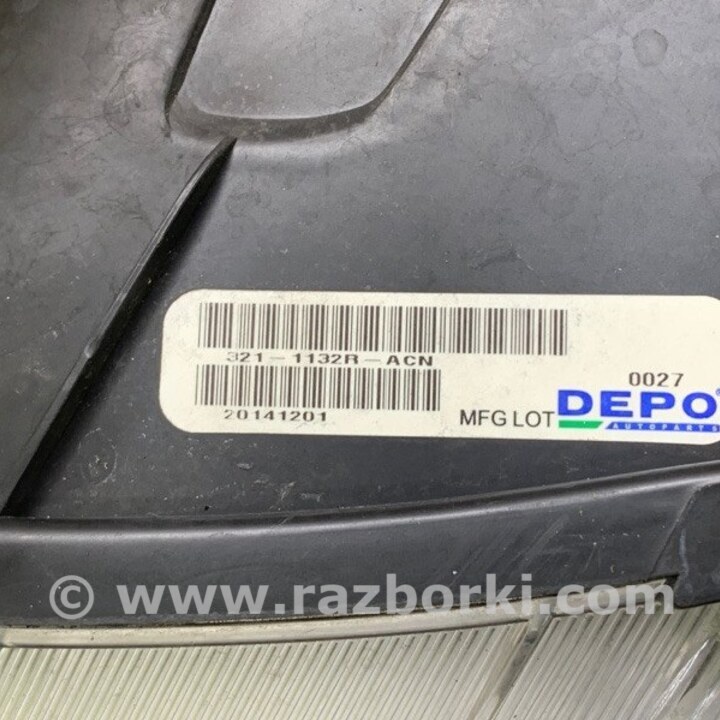 321-1132R-ACN
20141201
MFG LOT
0027
DEPO®
AUTOPARTS
© www.razborki.com